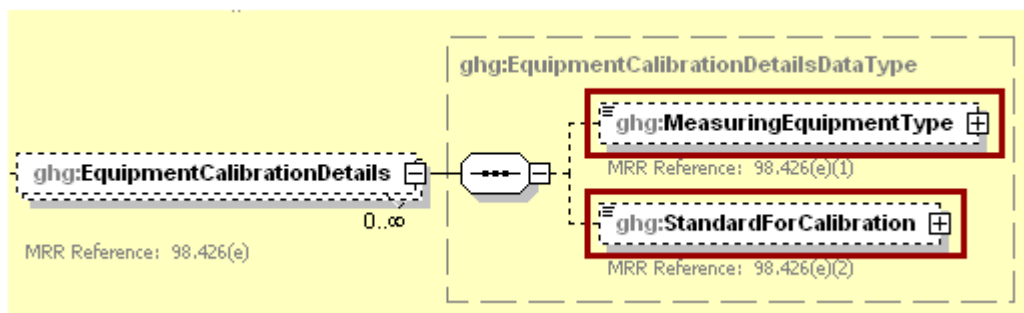 ghg:EquipmentCalibrationDetailsDataType
ghg:MeasuringEquipmentType
MRR Reference: 98.426(e)(1)
ghg:EquipmentCalibrationDetails
0..∞
MRR Reference: 98.426(e)
ghg:StandardForCalibration
MRR Reference: 98.426(e)(2)